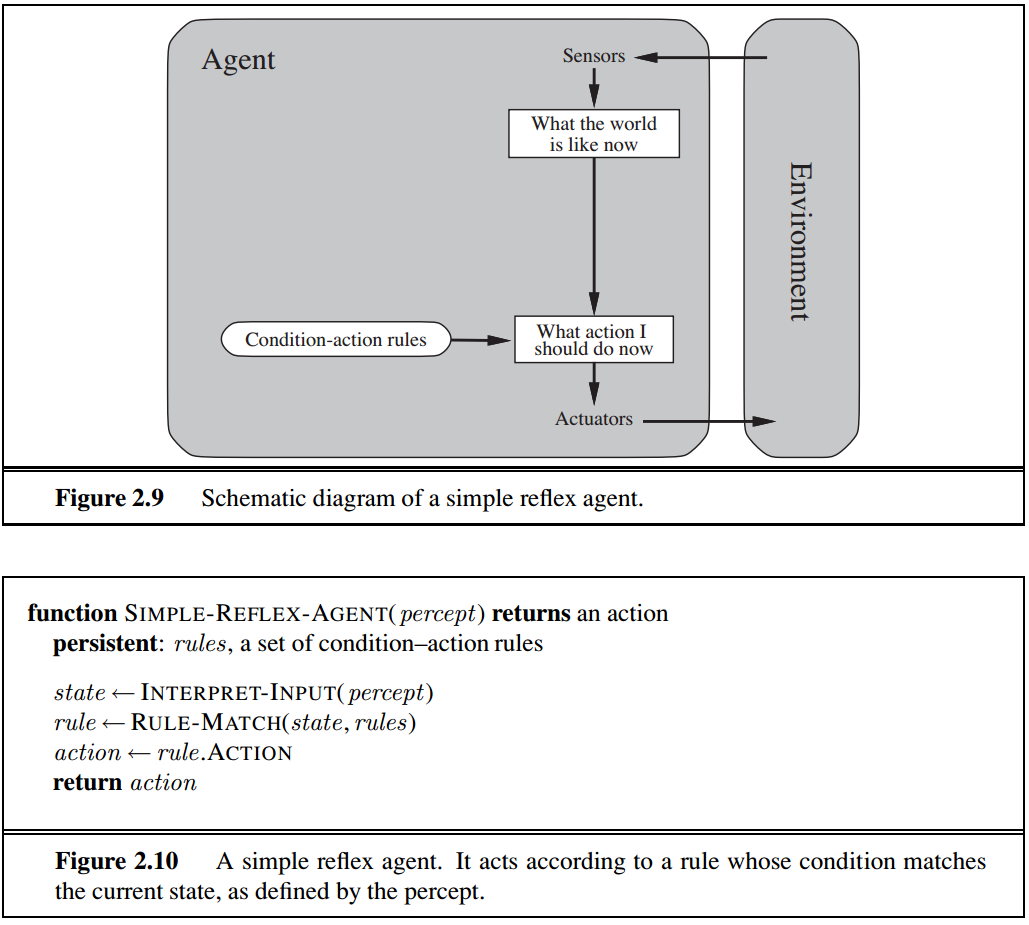 Agent
Sensors
What the world
is like now
Environment
Condition-action rules
What action I
should do now
Actuators
Figure 2.9 Schematic diagram of a simple reflex agent.
function SIMPLE-REFLEX-AGENT(percept) returns an action
persistent: rules, a set of condition–action rules
state ← INTERPRET-INPUT(percept)
rule ← RULE-MATCH(state, rules)
action ← rule.ACTION
return action
Figure 2.10 A simple reflex agent. It acts according to a rule whose condition matches
the current state, as defined by the percept.